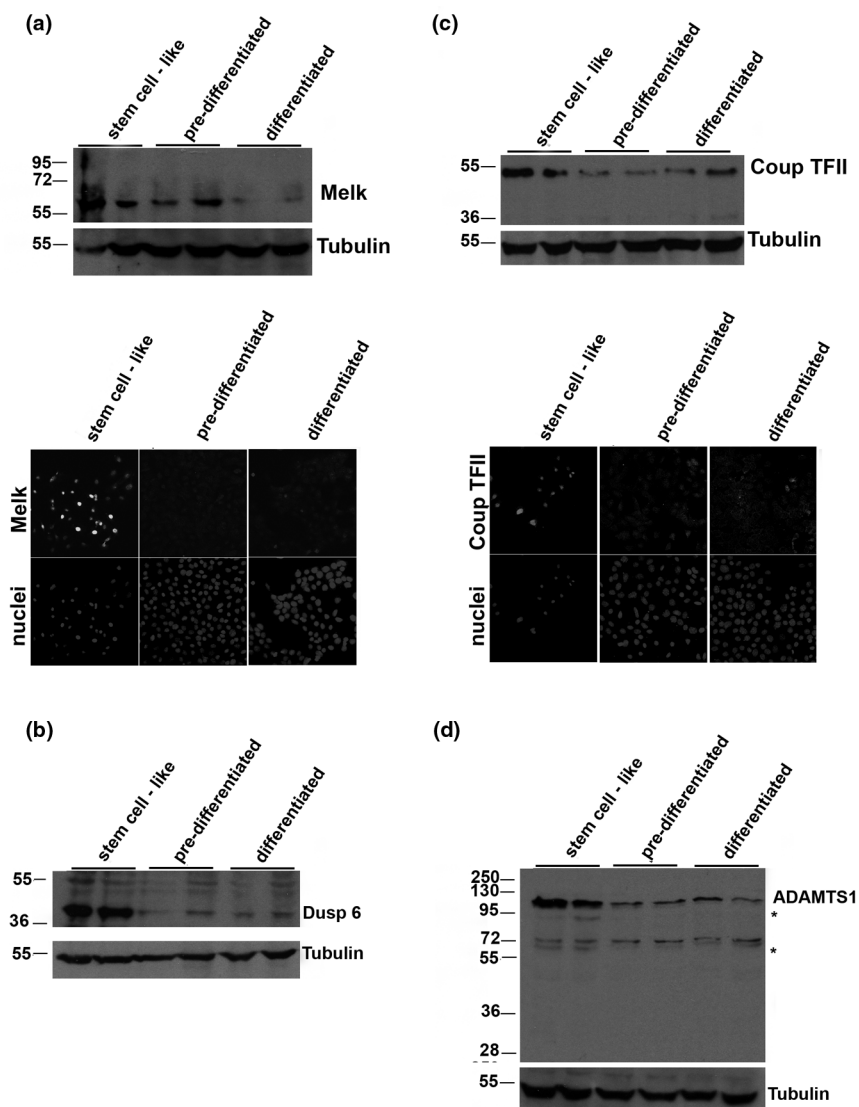 (a)
stem cell - like
pre-differentiated
differentiated
95
72
55
Melk
55
Tubulin
stem cell - like
pre-differentiated
differentiated
Melk
nuclei
(b)
stem cell - like
pre-differentiated
differentiated
55
36
Dusp 6
55
Tubulin
(c)
stem cell - like
pre-differentiated
differentiated
55
36
Coup TFII
55
Tubulin
stem cell - like
pre-differentiated
differentiated
Coup TFII
nuclei
(d)
stem cell - like
pre-differentiated
differentiated
250
130
95
72
55
36
28
ADAMTS1
*
*
55
Tubulin